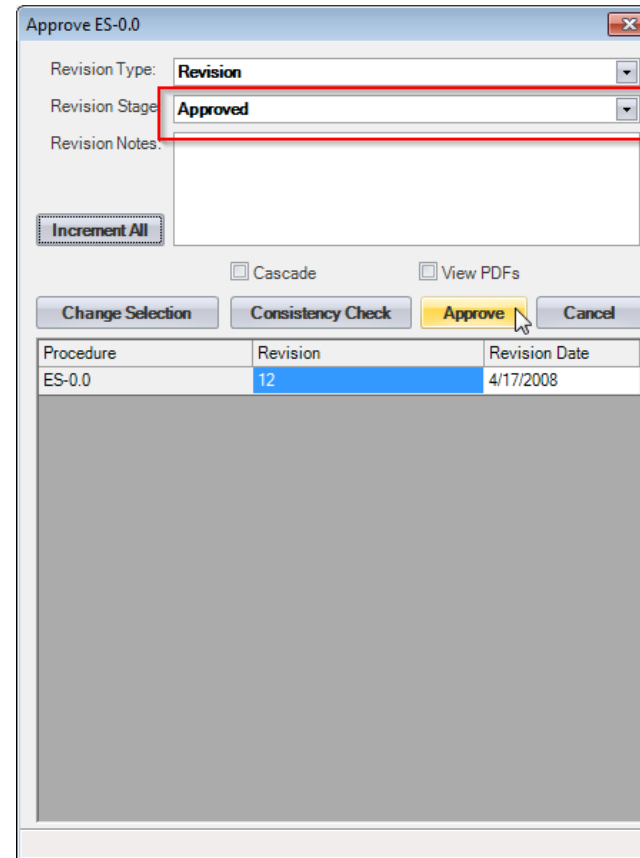 Approve ES-0.0
Revision Type: Revision
Revision Stage Approved
Revision Notes:
Increment All
Cascade View PDFs
Change Selection Consistency Check Approve Cancel
Procedure Revision Revision Date
ES-0.0 12 4/17/2008